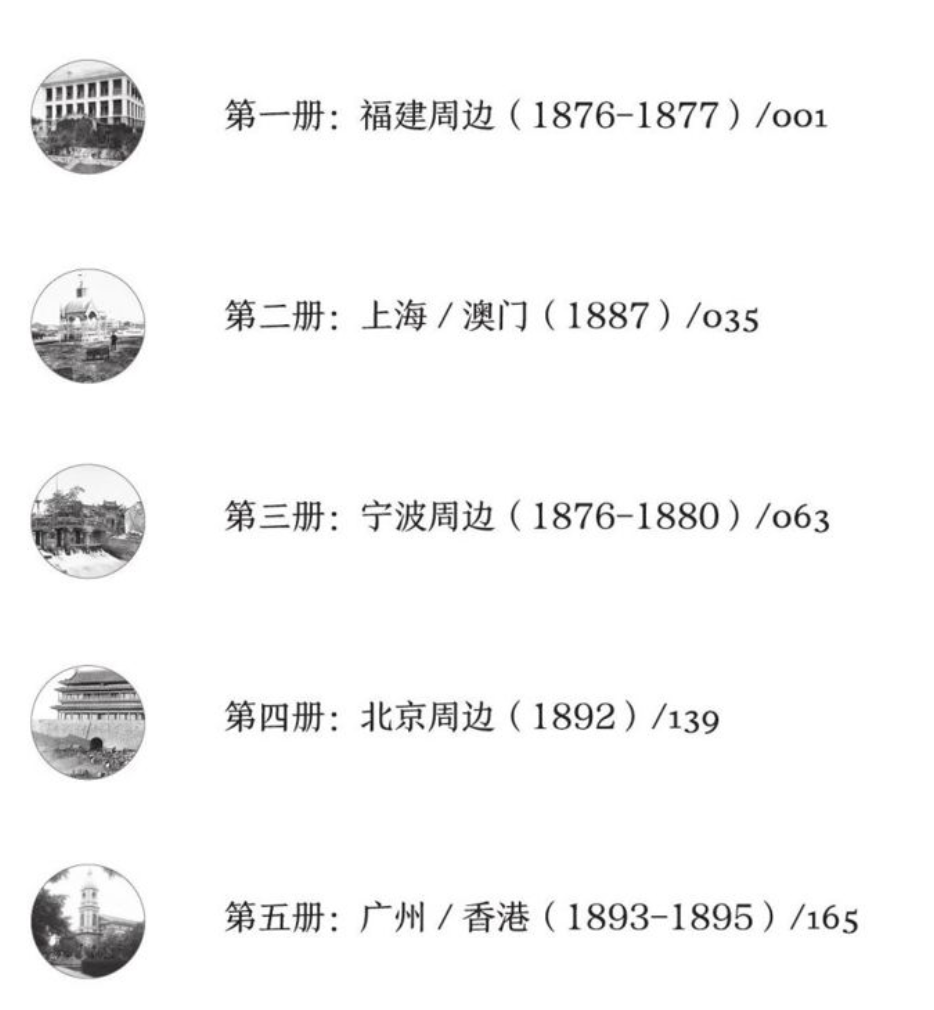 第一册：福建周边（1876-1877）/001
第二册：上海 / 澳门（1887）/035
第三册：宁波周边（1876-1880）/063
第四册：北京周边（1892）/139
第五册：广州 / 香港（1893-1895）/165